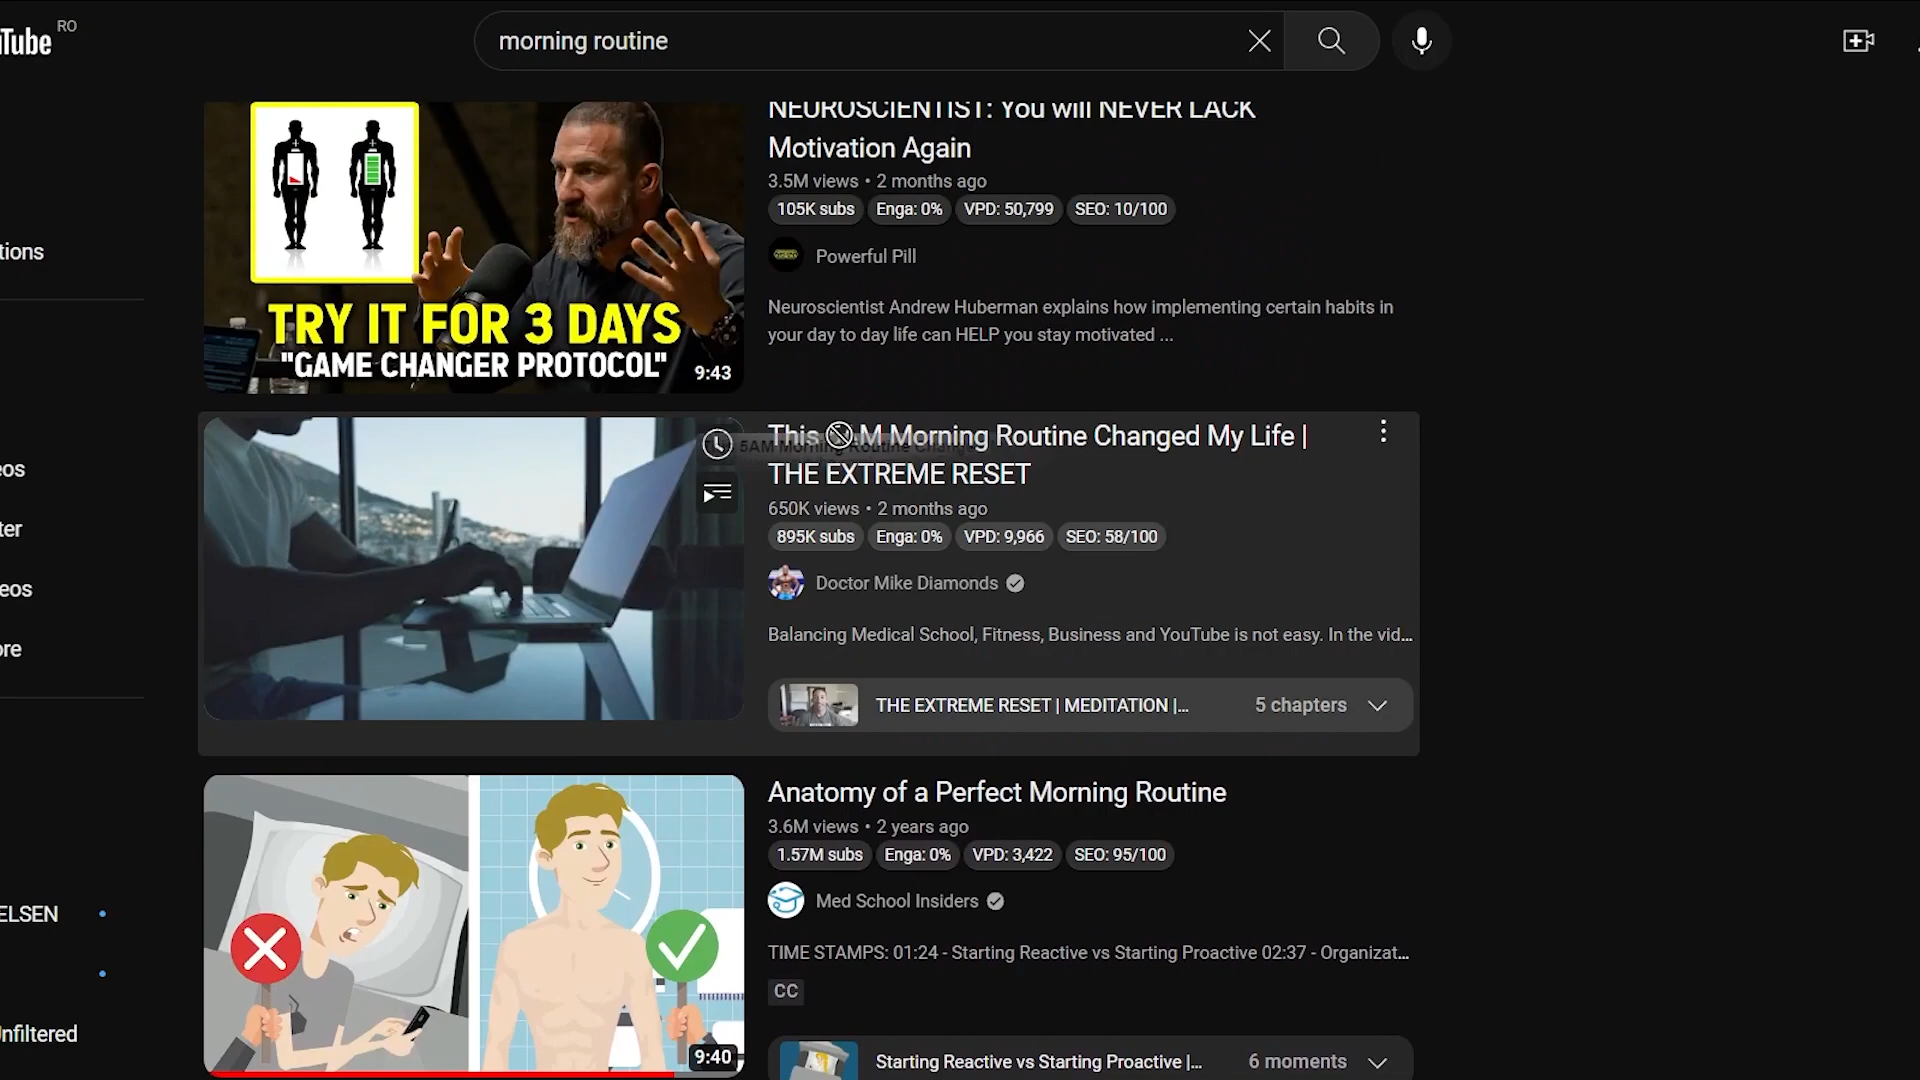 Tube RO
morning routine
tions
eos
ter
eos
ore
ELSEN
nfiltered
TRY IT FOR 3 DAYS
"GAME CHANGER PROTOCOL"
9:43
NEUROSCIENTIST: You will NEVER LACK
Motivation Again
3.5M views • 2 months ago
105K subs Enga: 0% VPD: 50,799 SEO: 10/100
Powerful Pill
Neuroscientist Andrew Huberman explains how implementing certain habits in
your day to day life can HELP you stay motivated ...
This M Morning Routine Changed My Life |
THE EXTREME RESET
650K views • 2 months ago
895K subs Enga: 0% VPD: 9,966 SEO: 58/100
Doctor Mike Diamonds
Balancing Medical School, Fitness, Business and YouTube is not easy. In the vid...
THE EXTREME RESET | MEDITATION |... 5 chapters
Anatomy of a Perfect Morning Routine
3.6M views • 2 years ago
1.57M subs Enga: 0% VPD: 3,422 SEO: 95/100
Med School Insiders
TIME STAMPS: 01:24 - Starting Reactive vs Starting Proactive 02:37 - Organizat...
CC
9:40
Starting Reactive vs Starting Proactive |... 6 moments